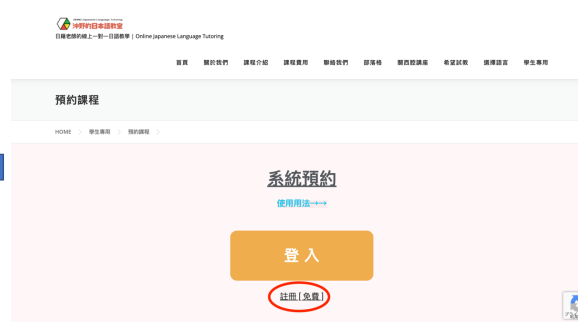 沖野的日本語教室
日籍老師的線上一對一日語教學 | Online Japanese Language Tutoring
首頁 關於我們 課程介紹 課程費用 聯絡我們 部落格 關西腔講座 希望試教 選擇語言 學生專用
預約課程
HOME > 學生專用 > 預約課程 >
系統預約
使用用法→→
登入
註冊 [ 免費 ]